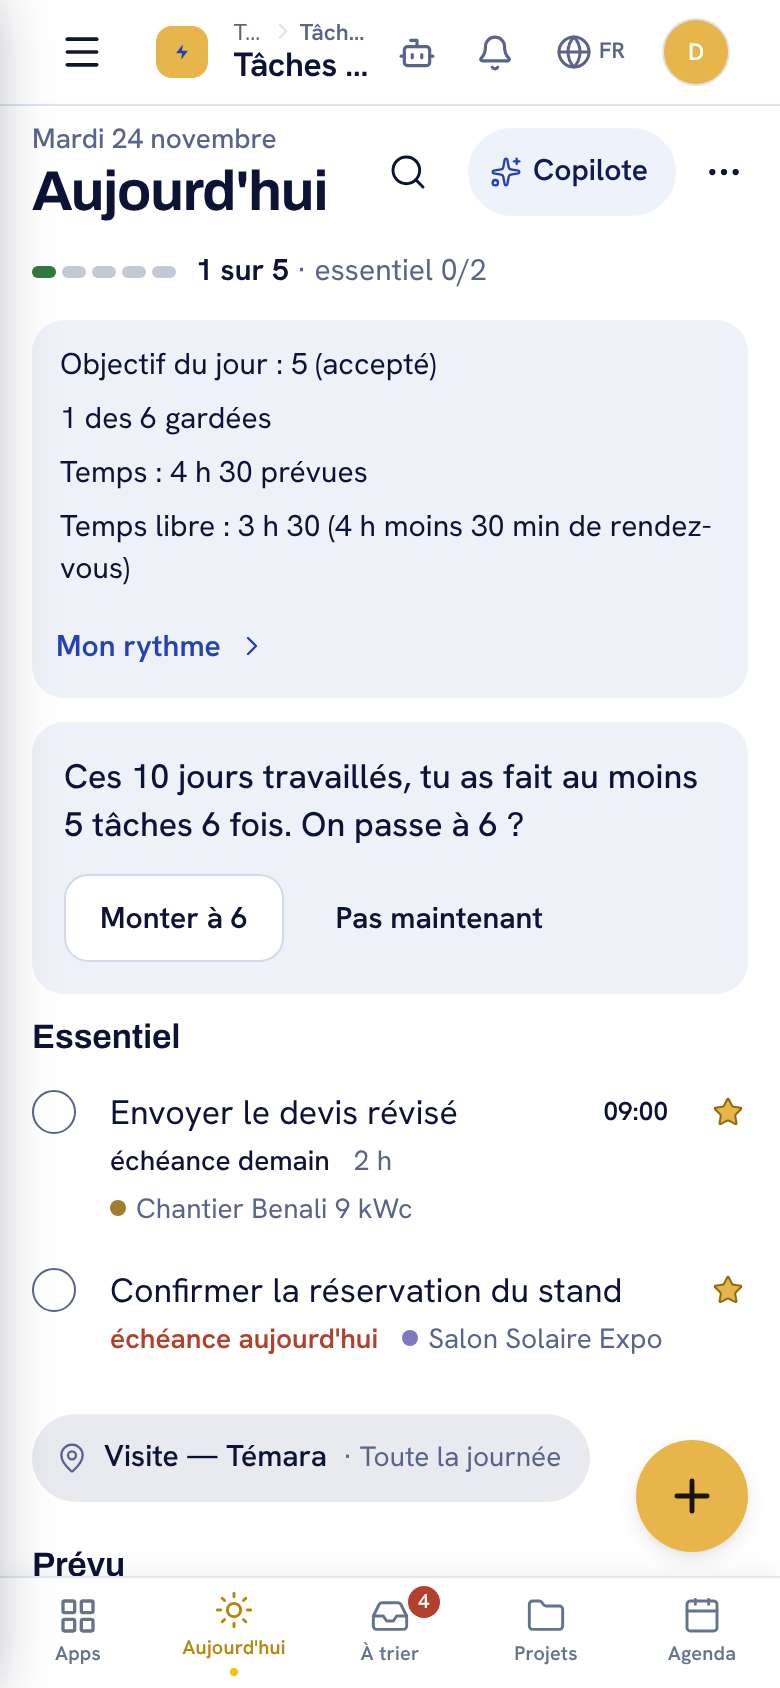 T... > Tâch...
Tâches ...
FR
D
Mardi 24 novembre
Aujourd'hui
Copilote
1 sur 5 · essentiel 0/2
Objectif du jour : 5 (accepté)
1 des 6 gardées
Temps : 4 h 30 prévues
Temps libre : 3 h 30 (4 h moins 30 min de rendez-
vous)
Mon rythme
Ces 10 jours travaillés, tu as fait au moins
5 tâches 6 fois. On passe à 6 ?
Monter à 6
Pas maintenant
Essentiel
Envoyer le devis révisé 09:00
échéance demain 2 h
Chantier Benali 9 kWc
Confirmer la réservation du stand
échéance aujourd'hui Salon Solaire Expo
Visite — Témara · Toute la journée
Prévu
4
Apps
Aujourd'hui
À trier
Projets
Agenda